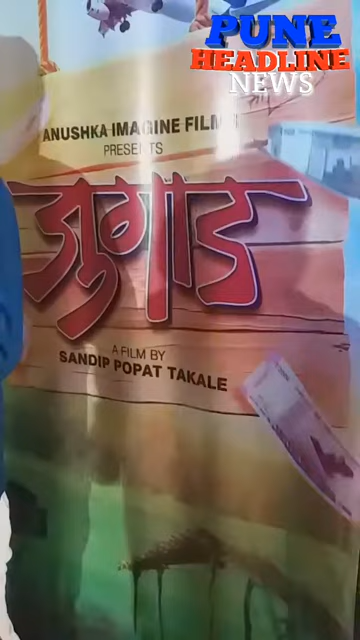 PUNE
HEADLINE
NEWS
ANUSHKA IMAGINE FILM
PRESENTS
जुगाड
A FILM BY
SANDIP POPAT TAKALE